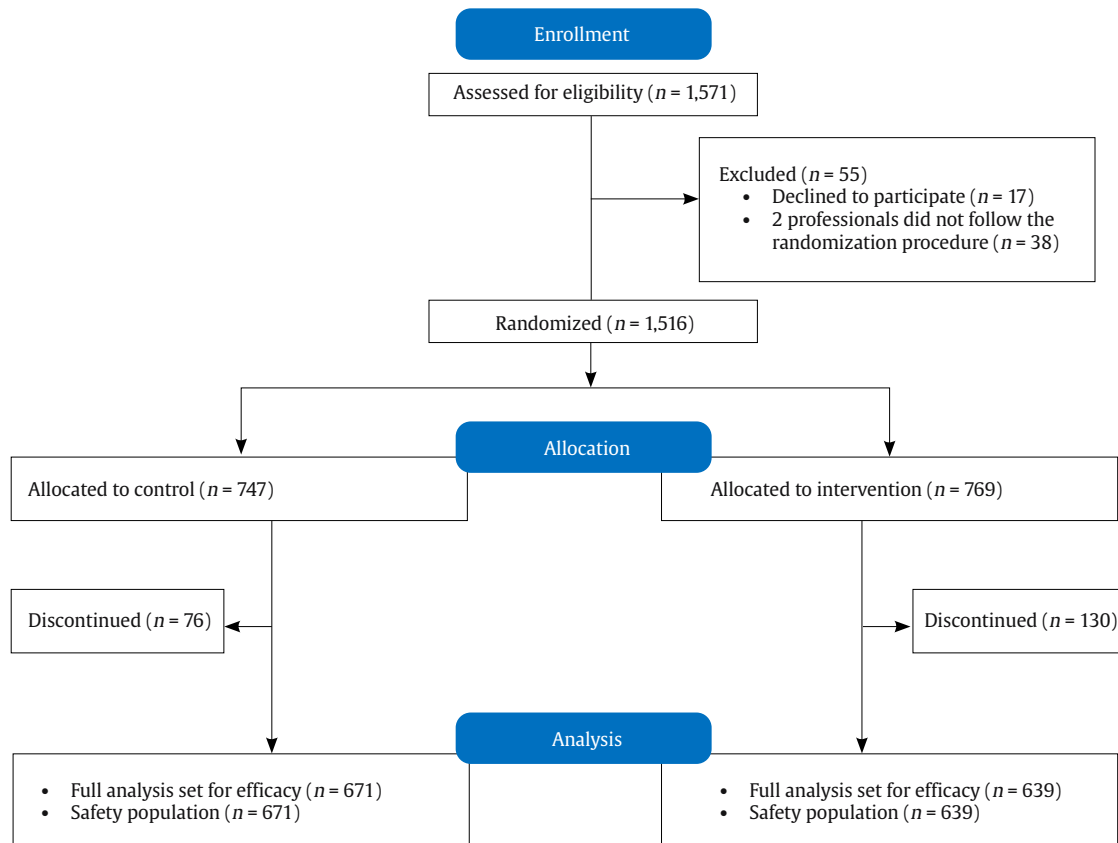 Enrollment
Assessed for eligibility (n = 1,571)
Excluded (n = 55)
• Declined to participate (n = 17)
• 2 professionals did not follow the
randomization procedure (n = 38)
Randomized (n = 1,516)
Allocation
Allocated to control (n = 747)
Allocated to intervention (n = 769)
Discontinued (n = 76)
Discontinued (n = 130)
Analysis
• Full analysis set for efficacy (n = 671)
• Safety population (n = 671)
• Full analysis set for efficacy (n = 639)
• Safety population (n = 639)